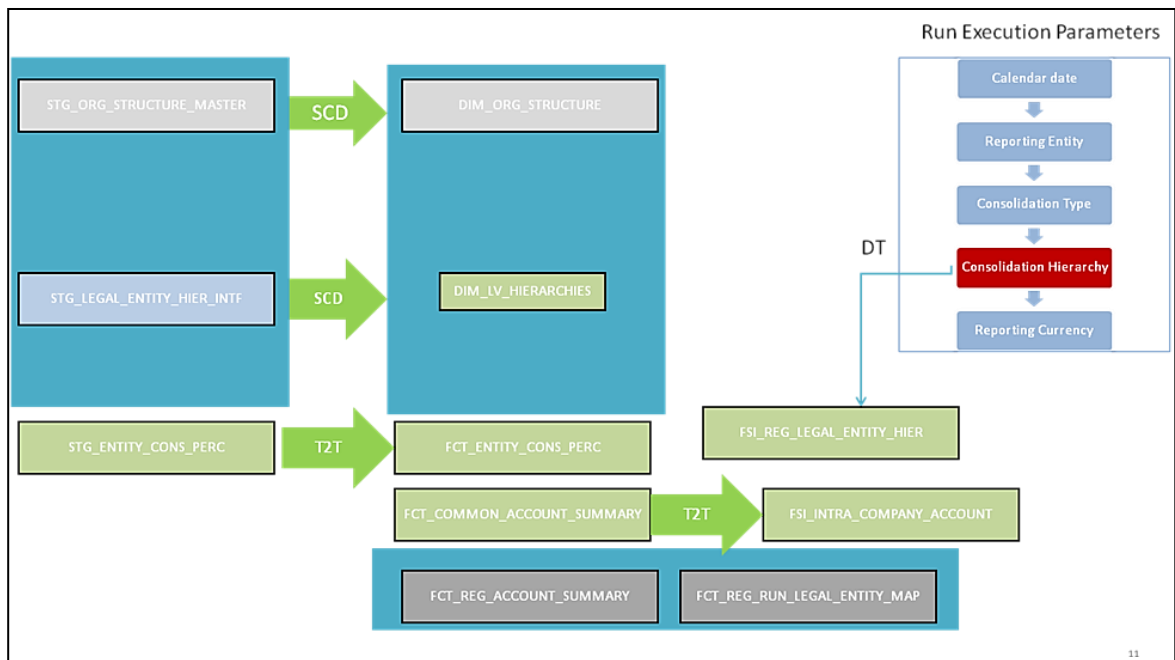 Run Execution Parameters
STG_ORG_STRUCTURE_MASTER
SCD
DIM_ORG_STRUCTURE
Calendar date
Reporting Entity
Consolidation Type
DT
Consolidation Hierarchy
STG_LEGAL_ENTITY_HIER_INTF
SCD
DIM_LV_HIERARCHIES
Reporting Currency
STG_ENTITY_CONS_PERC
T2T
FCT_ENTITY_CONS_PERC
FSI_REG_LEGAL_ENTITY_HIER
FCT_COMMON_ACCOUNT_SUMMARY
T2T
FSI_INTRA_COMPANY_ACCOUNT
FCT_REG_ACCOUNT_SUMMARY
FCT_REG_RUN_LEGAL_ENTITY_MAP
11